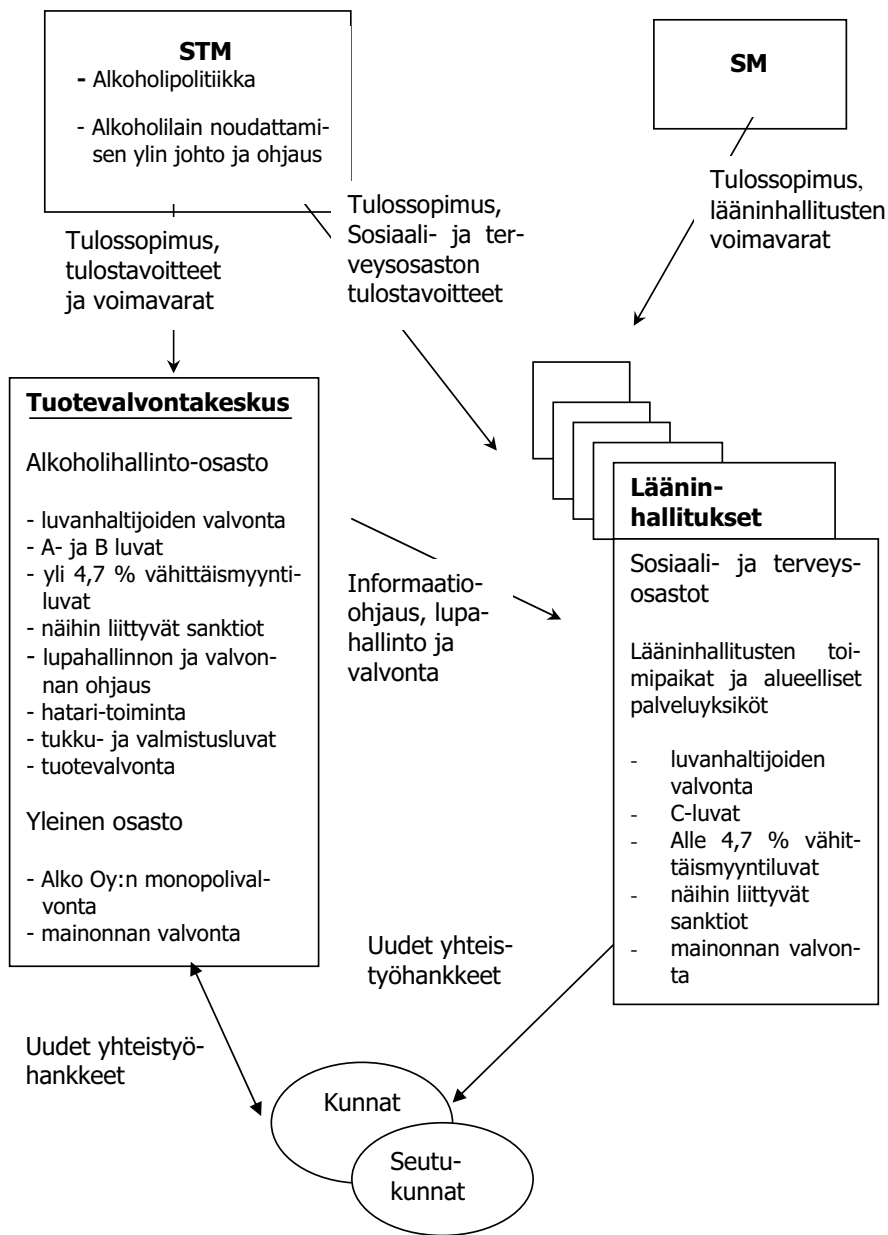 STM
- Alkoholipolitiikka
- Alkoholilain noudattami-
sen ylin johto ja ohjaus
SM
Tulossopimus,
tulostavoitteet
ja voimavarat
Tulossopimus,
Sosiaali- ja ter-
veysosaston
tulostavoitteet
Tulossopimus,
lääninhallitusten
voimavarat
Tuotevalvontakeskus
Alkoholihallinto-osasto
- luvanhaltijoiden valvonta
- A- ja B luvat
- yli 4,7 % vähittäismyynti-
luvat
- näihin liittyvät sanktiot
- lupahallinnon ja valvon-
nan ohjaus
- hatari-toiminta
- tukku- ja valmistusluvat
- tuotevalvonta
Yleinen osasto
- Alko Oy:n monopolival-
vonta
- mainonnan valvonta
Informaatio-
ohjaus, lupa-
hallinto ja
valvonta
Läänin-
hallitukset
Sosiaali- ja terveys-
osastot
Lääninhallitusten toi-
mipaikat ja alueelliset
palveluyksiköt
- luvanhaltijoiden
valvonta
- C-luvat
- Alle 4,7 % vähit-
täismyyntiluvat
- näihin liittyvät
sanktiot
- mainonnan valvon-
ta
Uudet yhteis-
työhankkeet
Uudet yhteistyö-
hankkeet
Kunnat
Seutu-
kunnat